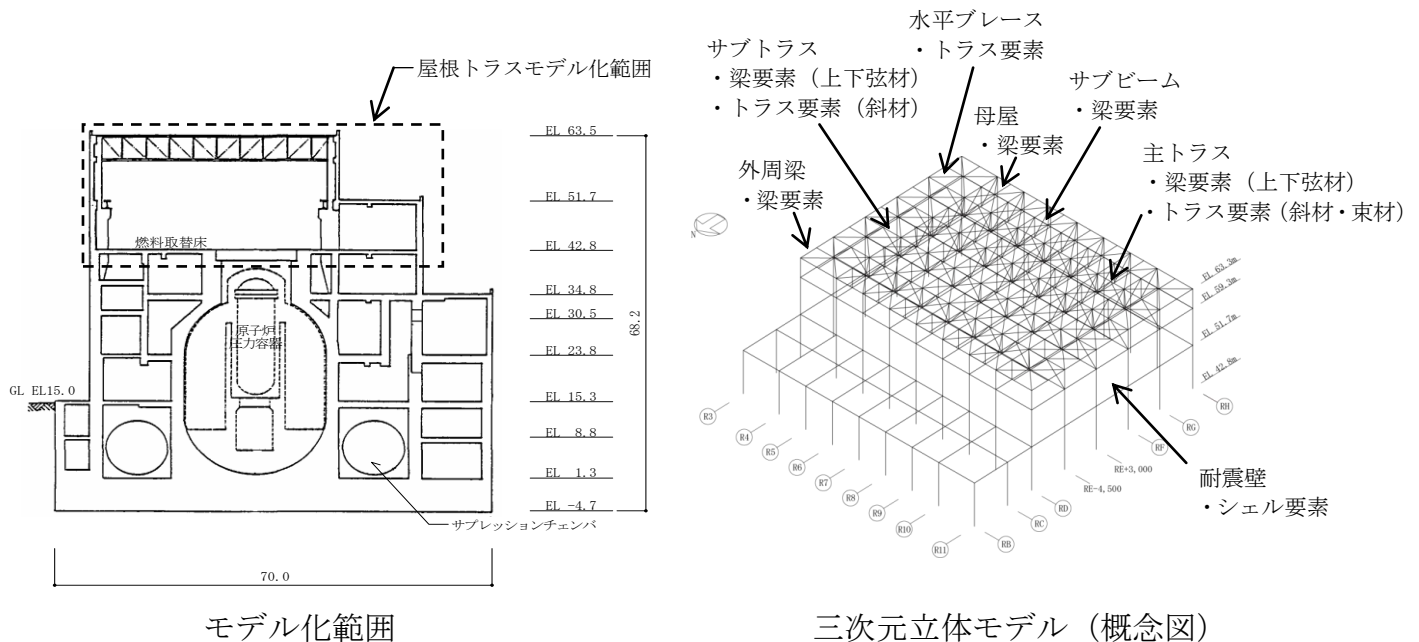 屋根トラスモデル化範囲
EL 63.5
EL 51.7
燃料取替床
EL 42.8
EL 34.8
EL 30.5
原子炉
圧力容器
68.2
EL 23.8
GL EL15.0
EL 15.3
EL 8.8
EL 1.3
EL -4.7
サプレッションチェンバ
70.0
モデル化範囲
水平ブレース
・トラス要素
サブトラス
・梁要素（上下弦材）
・トラス要素（斜材）
サブビーム
・梁要素
母屋
・梁要素
主トラス
・梁要素（上下弦材）
・トラス要素（斜材・束材）
外周梁
・梁要素
N
EL 63.3m
EL 59.3m
EL 51.7m
EL 42.8m
R3
R4
R5
R6
R7
R8
R9
R10
R11
RH
RG
RF
RE+3,000
RE-4,500
RD
RC
RB
耐震壁
・シェル要素
三次元立体モデル（概念図）